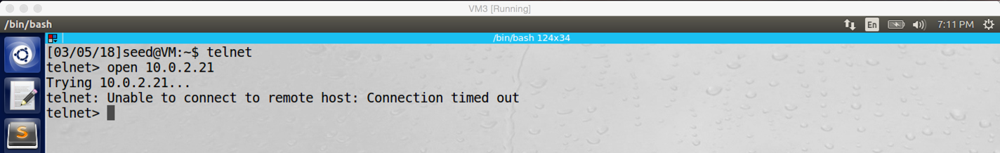 VM3 [Running]
/bin/bash
En
7:11 PM
/bin/bash 124x34
[03/05/18]seed@VM:~$ telnet
telnet> open 10.0.2.21
Trying 10.0.2.21...
telnet: Unable to connect to remote host: Connection timed out
telnet>